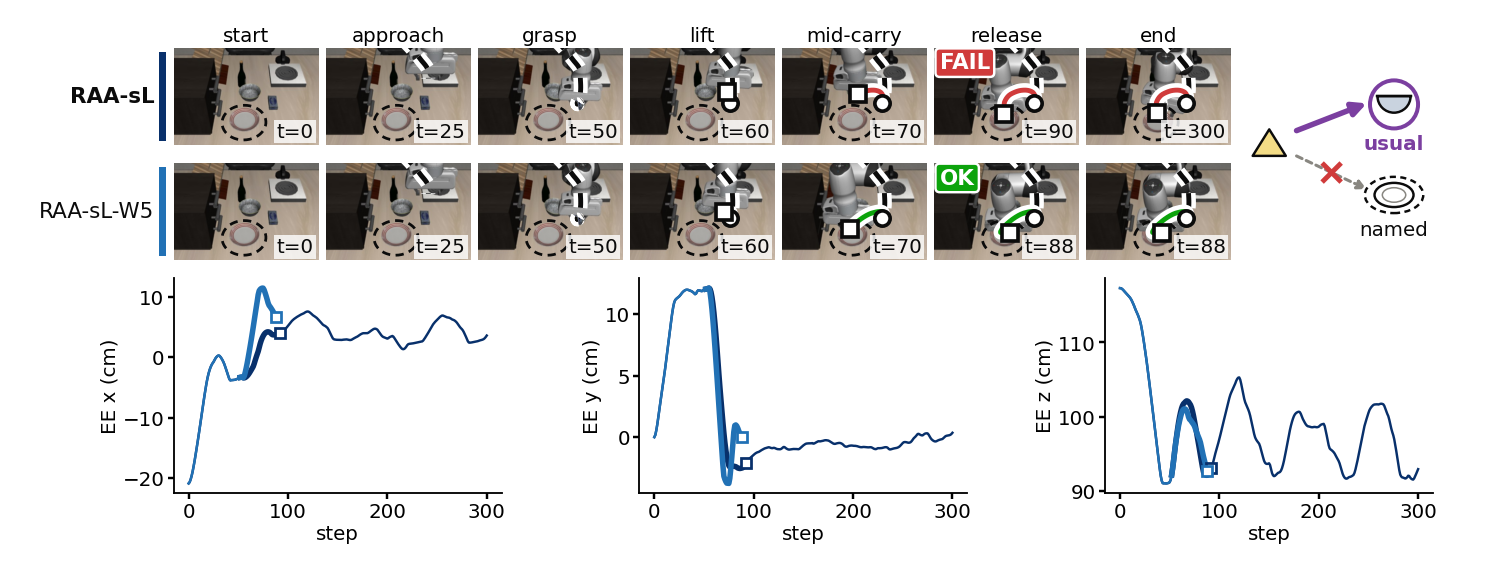 start approach grasp lift mid-carry release end
RAA-sL
FAIL
t=0 t=25 t=50 t=60 t=70 t=90 t=300
usual
RAA-sL-W5
OK
t=0 t=25 t=50 t=60 t=70 t=88 t=88
named
EE x (cm)
10
0
−10
−20
0 100 200 300
step
EE y (cm)
10
5
0
0 100 200 300
step
EE z (cm)
110
100
90
0 100 200 300
step